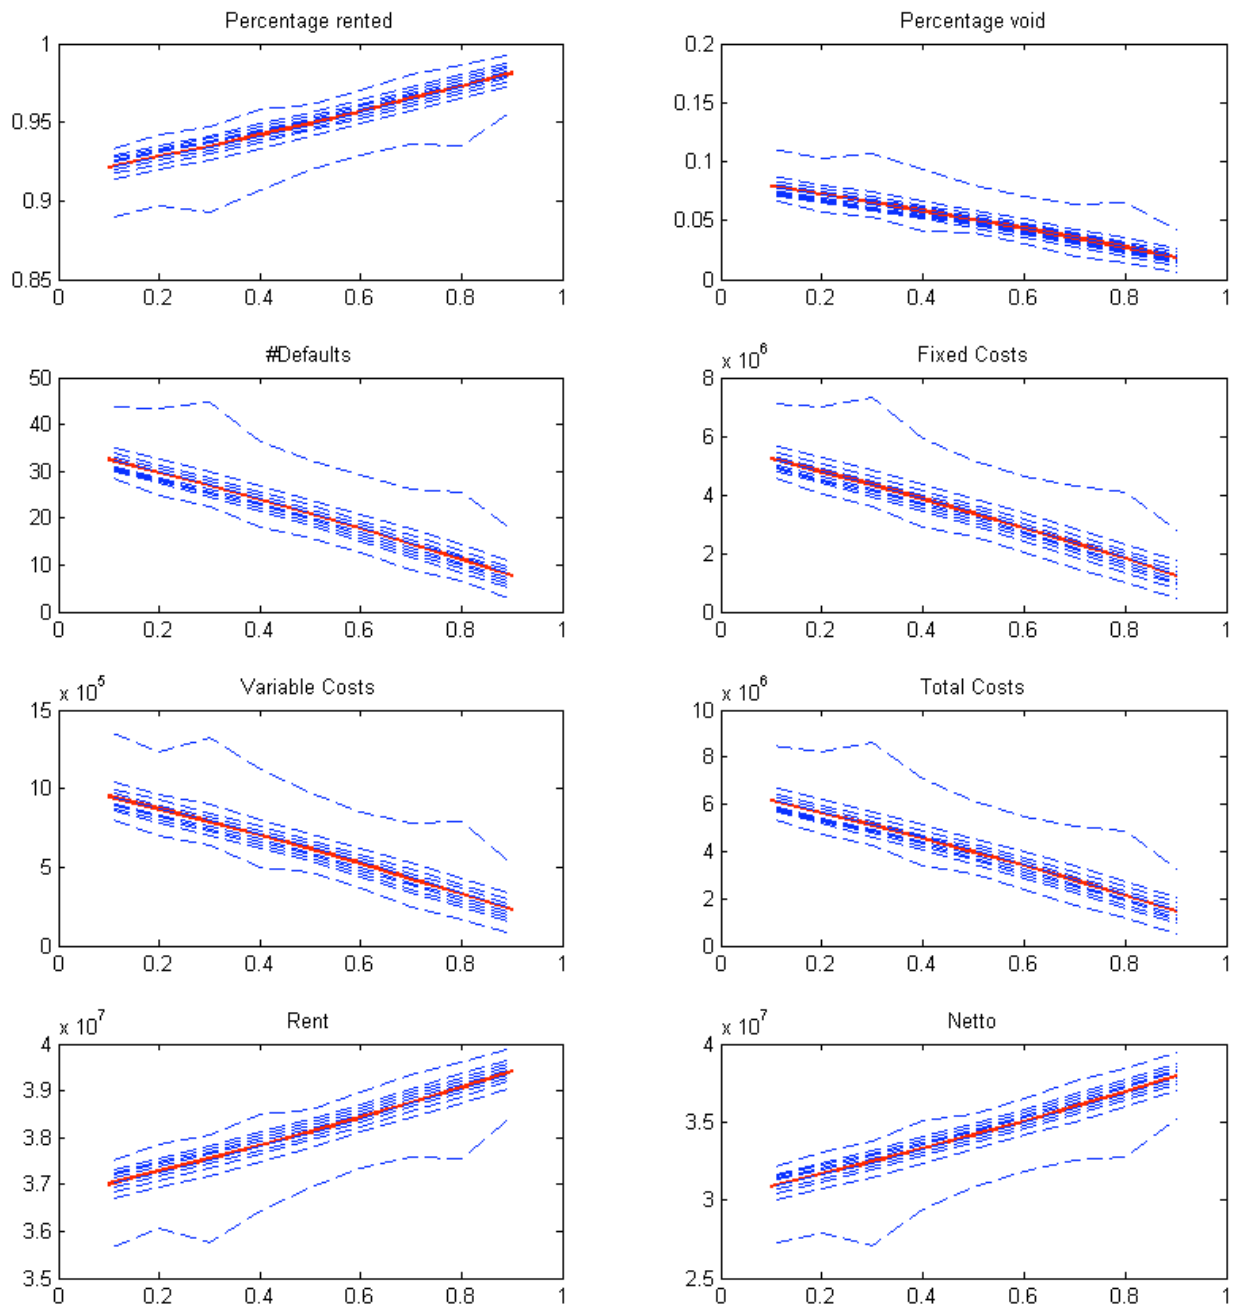 Percentage rented
Percentage void
1
0.95
0.9
0.85
0 0.2 0.4 0.6 0.8 1
0.2
0.15
0.1
0.05
0
0 0.2 0.4 0.6 0.8 1
#Defaults
50
40
30
20
10
0
0 0.2 0.4 0.6 0.8 1
Fixed Costs
x 10^6
8
6
4
2
0
0 0.2 0.4 0.6 0.8 1
Variable Costs
x 10^5
15
10
5
0
0 0.2 0.4 0.6 0.8 1
Total Costs
x 10^6
10
8
6
4
2
0
0 0.2 0.4 0.6 0.8 1
Rent
x 10^7
4
3.9
3.8
3.7
3.6
3.5
0 0.2 0.4 0.6 0.8 1
Netto
x 10^7
4
3.5
3
2.5
0 0.2 0.4 0.6 0.8 1